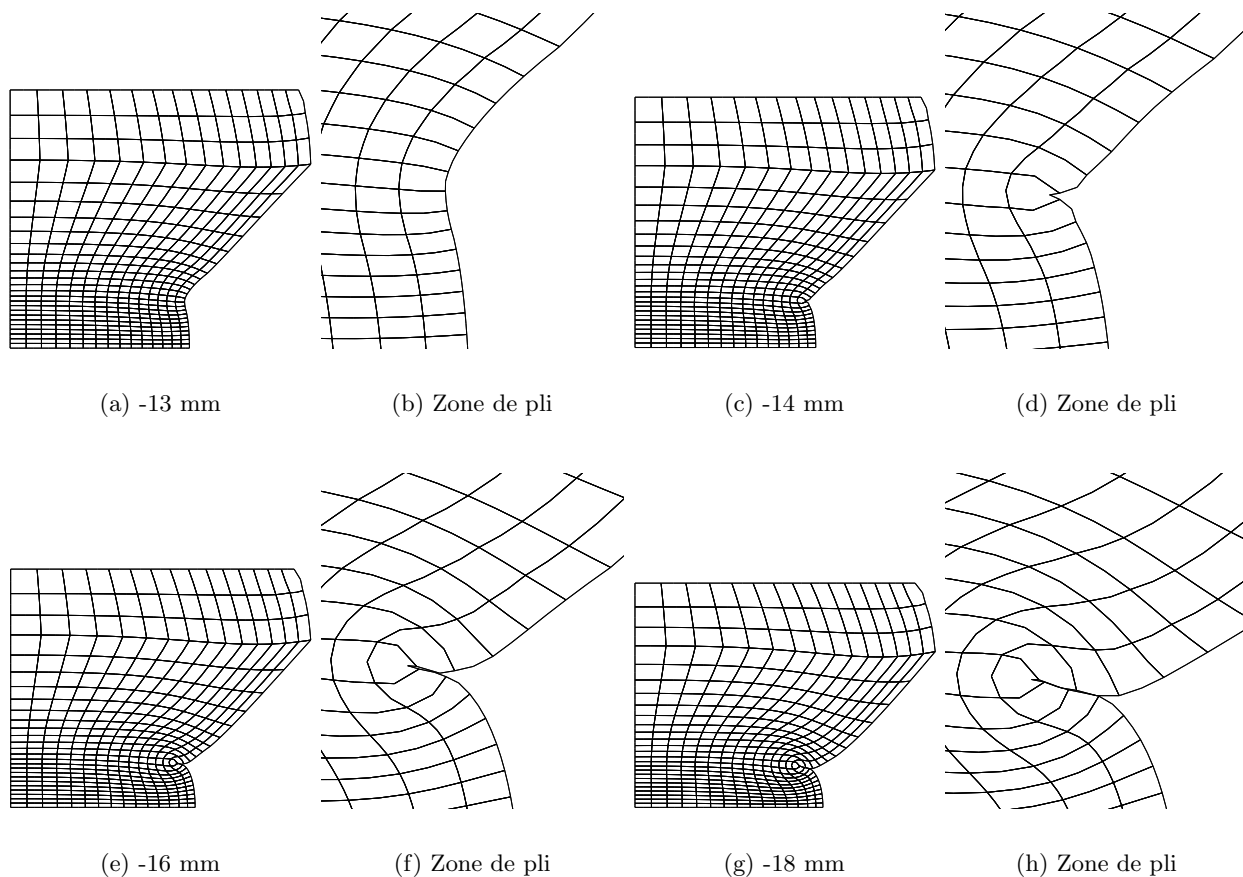 (a) -13 mm
(b) Zone de pli
(c) -14 mm
(d) Zone de pli
(e) -16 mm
(f) Zone de pli
(g) -18 mm
(h) Zone de pli